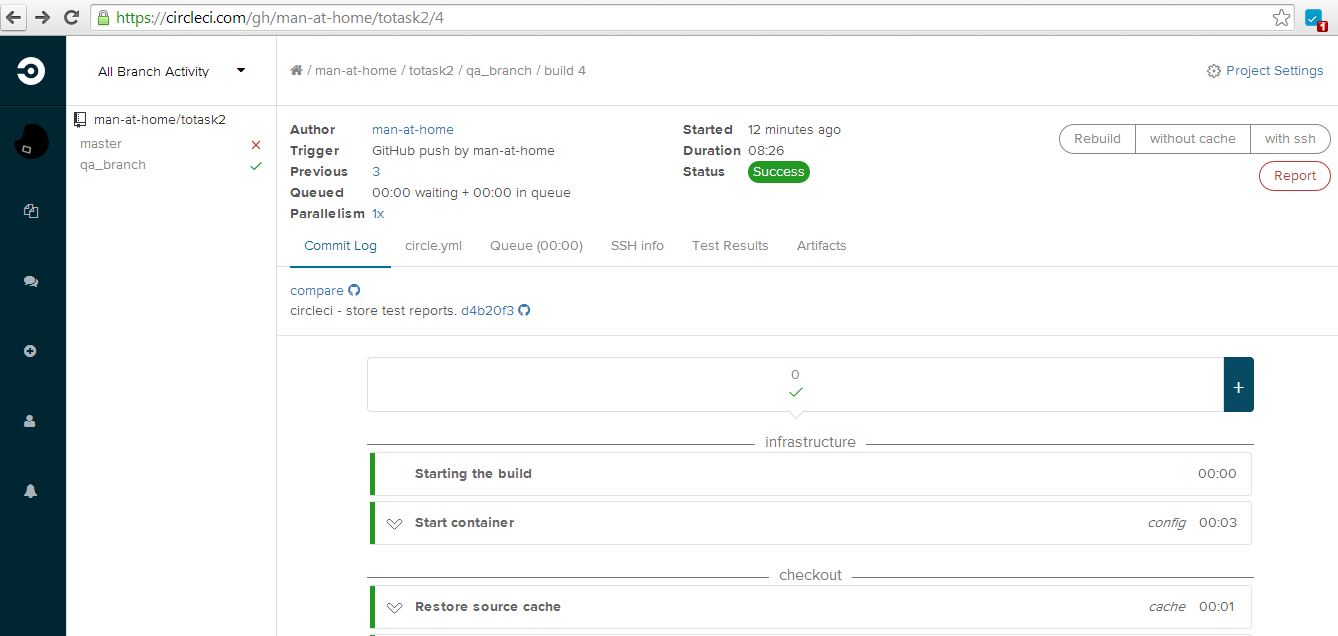 https://circleci.com/gh/man-at-home/totask2/4
1
All Branch Activity
man-at-home/totask2
master
qa_branch
/ man-at-home / totask2 / qa_branch / build 4
Project Settings
Author man-at-home
Trigger GitHub push by man-at-home
Previous 3
Queued 00:00 waiting + 00:00 in queue
Parallelism 1x
Started 12 minutes ago
Duration 08:26
Status Success
Rebuild without cache with ssh
Report
Commit Log circle.yml Queue (00:00) SSH info Test Results Artifacts
compare
circleci - store test reports. d4b20f3
0
+
infrastructure
Starting the build 00:00
Start container config 00:03
checkout
Restore source cache cache 00:01